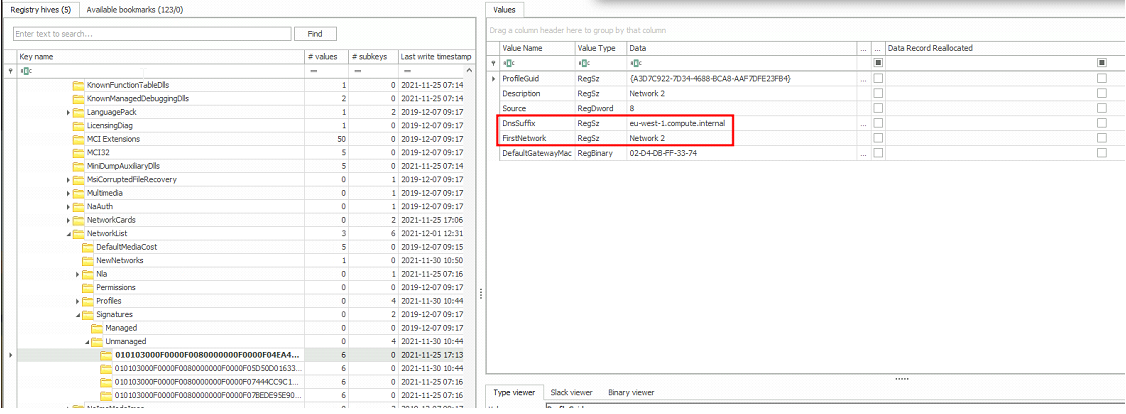 Registry hives (5) Available bookmarks (123/0)
Enter text to search... Find
Key name # values # subkeys Last write timestamp
KnownFunctionTableDlls 1 0 2021-11-25 07:14
KnownManagedDebuggingDlls 2 0 2021-11-25 07:14
LanguagePack 1 2 2019-12-07 09:17
LicensingDiag 1 0 2019-12-07 09:17
MCI Extensions 50 0 2019-12-07 09:17
MCI32 5 0 2019-12-07 09:17
MiniDumpAuxiliaryDlls 5 0 2021-11-25 07:14
MsiCorruptedFileRecovery 0 1 2019-12-07 09:17
Multimedia 0 1 2019-12-07 09:17
NaAuth 0 1 2019-12-07 09:17
NetworkCards 0 2 2021-11-25 17:06
NetworkList 3 6 2021-12-01 12:31
DefaultMediaCost 5 0 2019-12-07 09:15
NewNetworks 1 0 2021-11-30 10:50
Nla 0 1 2021-11-25 07:16
Permissions 0 0 2019-12-07 09:17
Profiles 0 4 2021-11-30 10:44
Signatures 0 2 2019-12-07 09:17
Managed 0 0 2019-12-07 09:17
Unmanaged 0 4 2021-11-30 10:44
010103000F0000F0080000000F0000F04EA4... 6 0 2021-11-25 17:13
010103000F0000F0080000000F0000F05D5DD01633... 6 0 2021-11-30 10:44
010103000F0000F0080000000F0000F07444CC9C1... 6 0 2021-11-25 07:16
010103000F0000F0080000000F0000F07BEDE95E90... 6 0 2021-11-25 07:16
0 0 2019-12-07 09:17
Values
Drag a column header here to group by that column
Value Name Value Type Data ... ... Data Record Reallocated
ProfileGuid RegSz {A3D7C922-7D34-4688-BCA8-AAF7DFE23FB4} ...
Description RegSz Network 2
Source RegDword 8
DnsSuffix RegSz eu-west-1.compute.internal ...
FirstNetwork RegSz Network 2
DefaultGatewayMac RegBinary 02-D4-D8-FF-33-74 ...
Type viewer Slack viewer Binary viewer